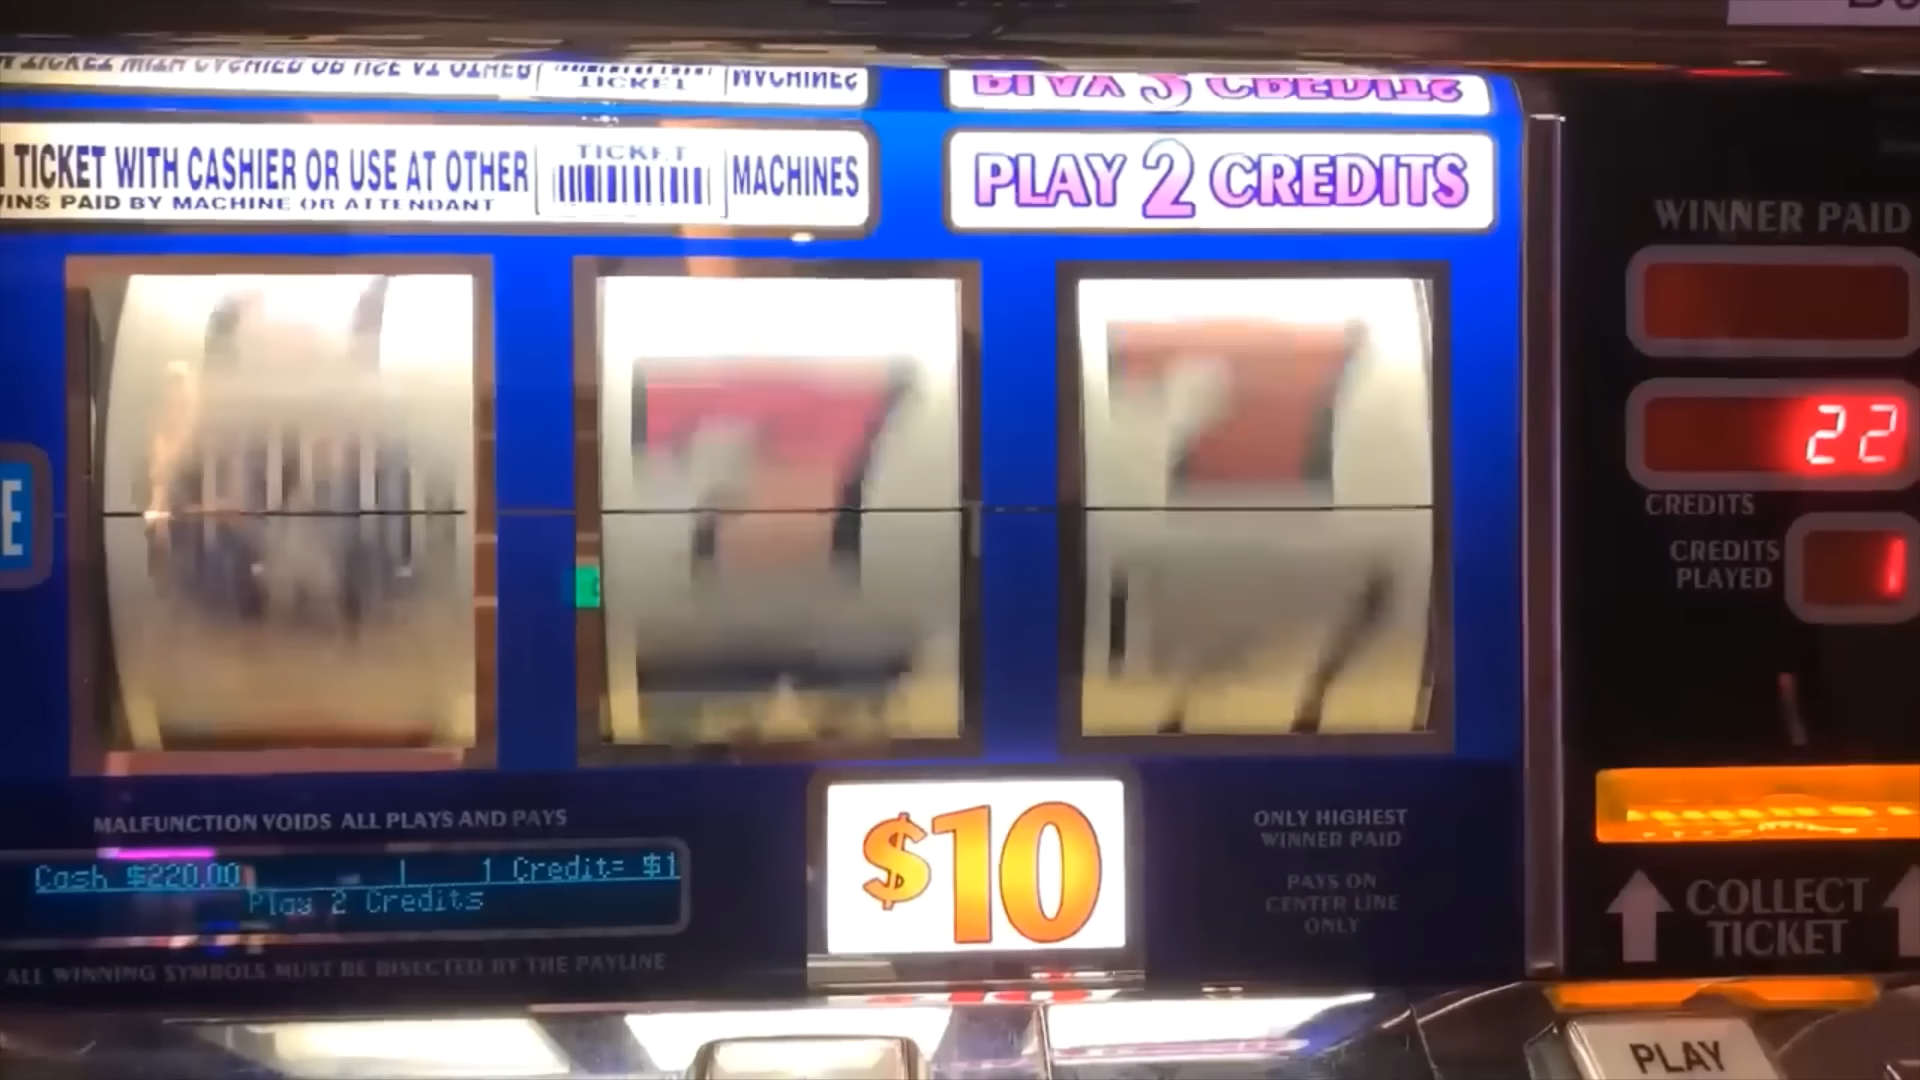 TICKET WITH CASHIER OR USE AT OTHER
TICKET
MACHINES
PAID BY MACHINE OR ATTENDANT
PLAY 2 CREDITS
WINNER PAID
22
CREDITS
CREDITS
PLAYED
1
E
MALFUNCTION VOIDS ALL PLAYS AND PAYS
Cash $220.00 1 Credit= $1
Play 2 Credits
$10
ONLY HIGHEST
WINNER PAID
PAYS ON
CENTER LINE
ONLY
ALL WINNING SYMBOLS MUST BE BISECTED BY THE PAYLINE
COLLECT
TICKET
PLAY